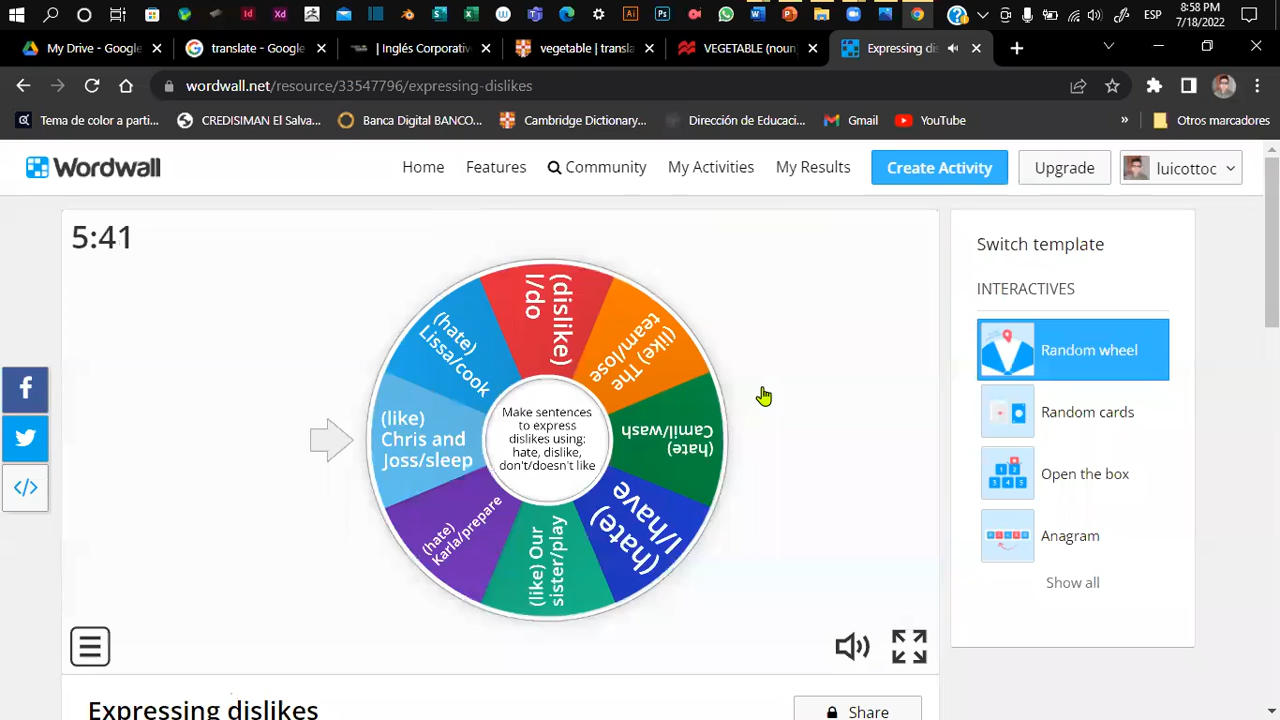 8:58 PM
ESP
7/18/2022
My Drive - Google
translate - Google
| Inglés Corporativ
vegetable | transla
VEGETABLE (noun
Expressing dis
wordwall.net/resource/33547796/expressing-dislikes
Tema de color a parti...
CREDISIMAN El Salva...
Banca Digital BANCO...
Cambridge Dictionary...
Dirección de Educaci...
Gmail
YouTube
»
Otros marcadores
Wordwall
Home
Features
Community
My Activities
My Results
Create Activity
Upgrade
luicottoc
5:41
(dislike)
I/do
(like) The
team/lose
(hate)
Camil/wash
(hate)
I/have
(like) Our
sister/play
(hate)
Karla/prepare
(like)
Chris and
Joss/sleep
(hate)
Lissa/cook
Make sentences
to express
dislikes using:
hate, dislike,
don't/doesn't like
Switch template
INTERACTIVES
Random wheel
Random cards
Open the box
Anagram
Show all
Expressing dislikes
Share